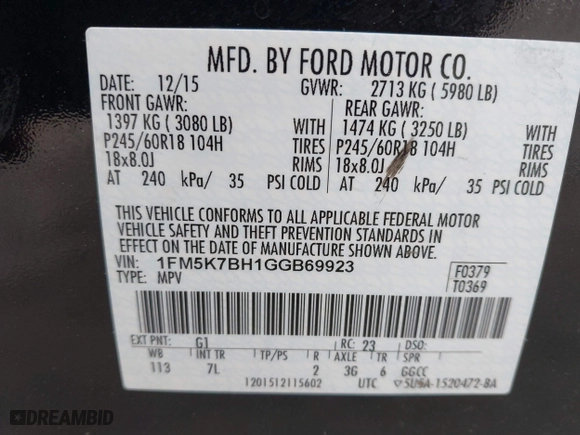 MFD. BY FORD MOTOR CO.
DATE: 12/15 GVWR: 2713 KG ( 5980 LB)
FRONT GAWR: REAR GAWR:
1397 KG ( 3080 LB) WITH 1474 KG ( 3250 LB) WITH
P245/60R18 104H TIRES P245/60R18 104H TIRES
18x8.0J RIMS 18x8.0J RIMS
AT 240 kPa/ 35 PSI COLD AT 240 kPa/ 35 PSI COLD
THIS VEHICLE CONFORMS TO ALL APPLICABLE FEDERAL MOTOR
VEHICLE SAFETY AND THEFT PREVENTION STANDARDS IN
EFFECT ON THE DATE OF MANUFACTURE SHOWN ABOVE.
VIN: 1FM5K7BH1GGB69923
TYPE: MPV
F0379
T0369
EXT PNT: G1 RC: 23 DSO:
WB INT TR TP/PS R AXLE TR SPR
113 7L 2 3G 6 GGCC
1201512115602 UTC 5U5A-1520472-BA
DREAMBID